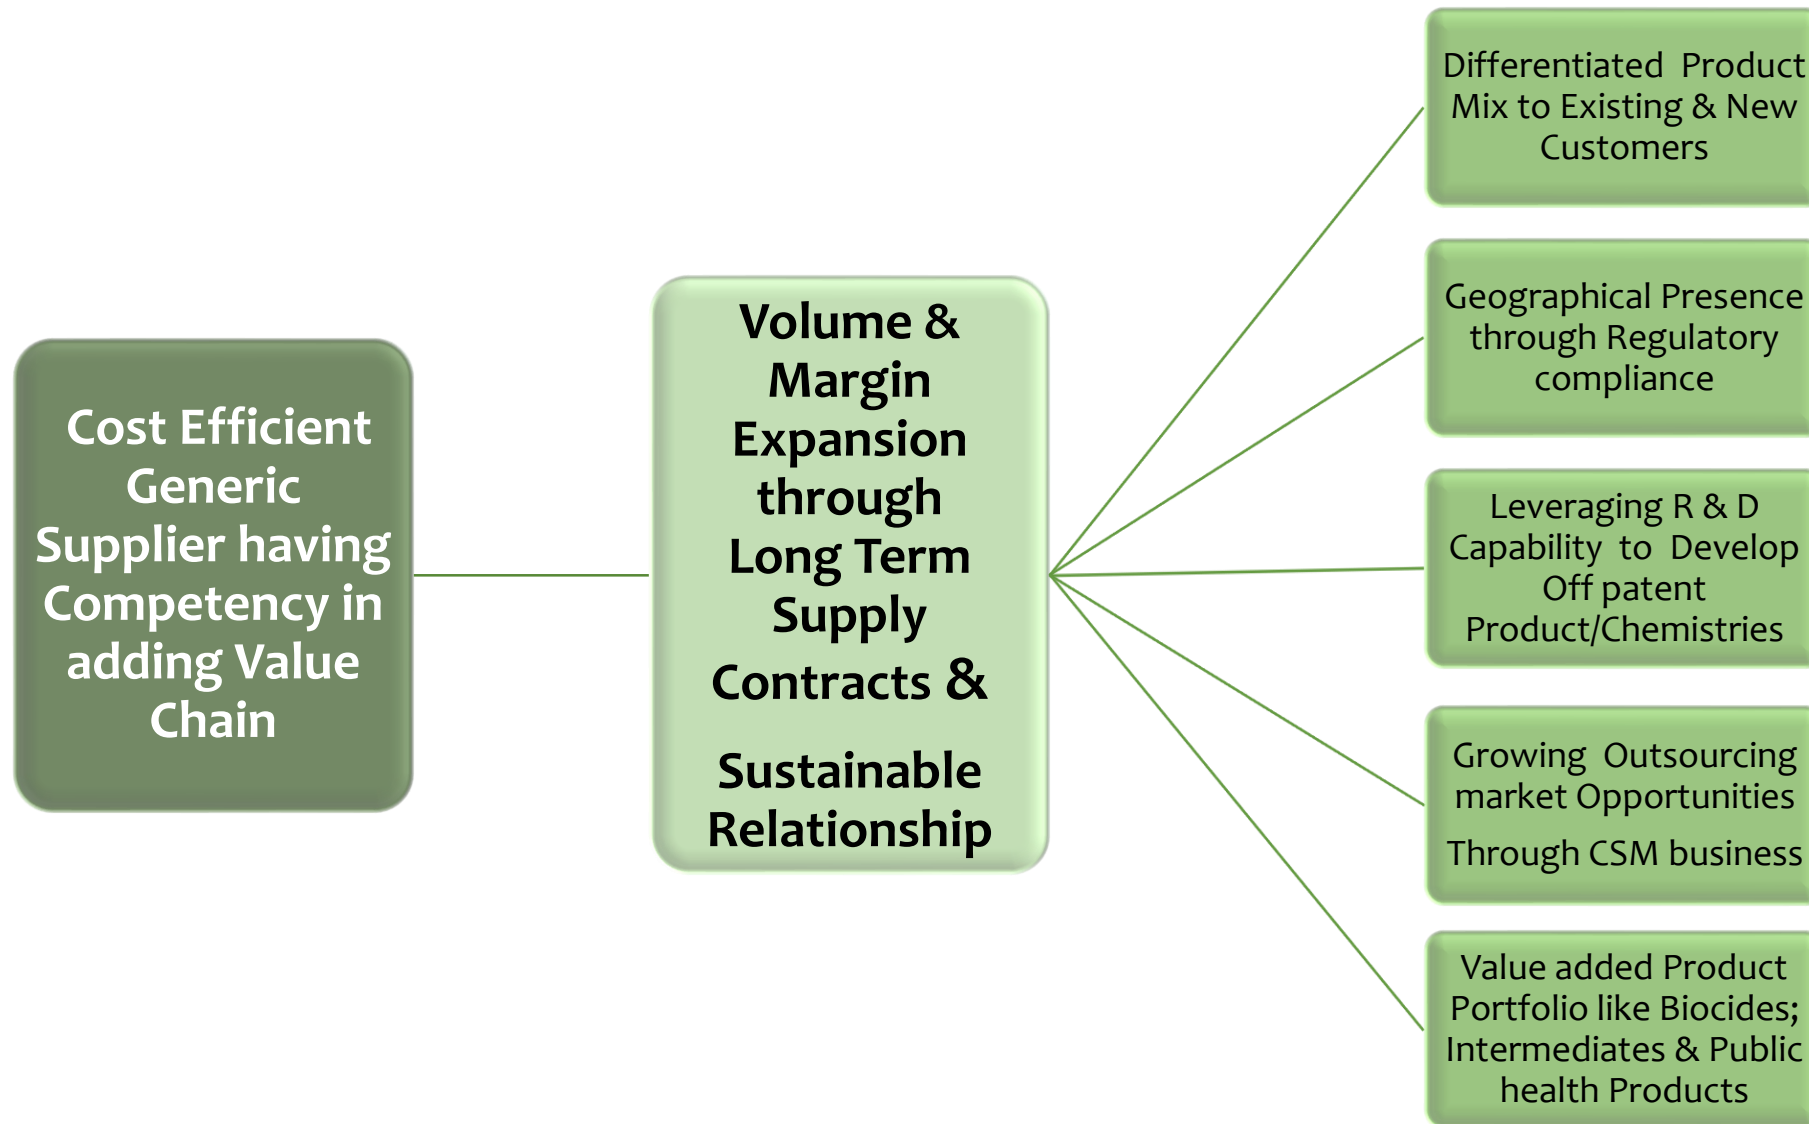 Cost Efficient
Generic
Supplier having
Competency in
adding Value
Chain
Volume &
Margin
Expansion
through
Long Term
Supply
Contracts &
Sustainable
Relationship
Differentiated Product
Mix to Existing & New
Customers
Geographical Presence
through Regulatory
compliance
Leveraging R & D
Capability to Develop
Off patent
Product/Chemistries
Growing Outsourcing
market Opportunities
Through CSM business
Value added Product
Portfolio like Biocides;
Intermediates & Public
health Products